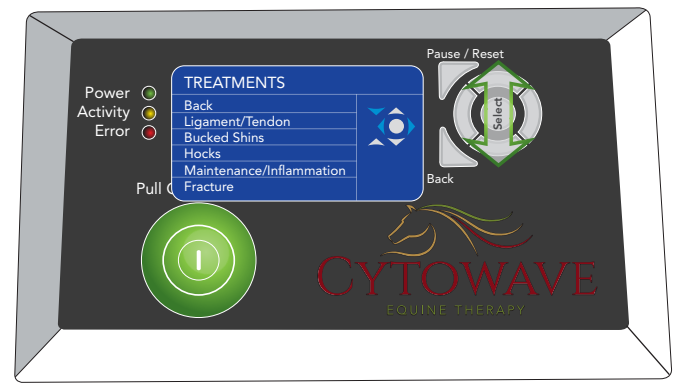 Pause / Reset
Power
Activity
Error
TREATMENTS
Back
Ligament/Tendon
Bucked Shins
Hocks
Maintenance/Inflammation
Fracture
Select
Back
Pull
CYTOWAVE
EQUINE THERAPY